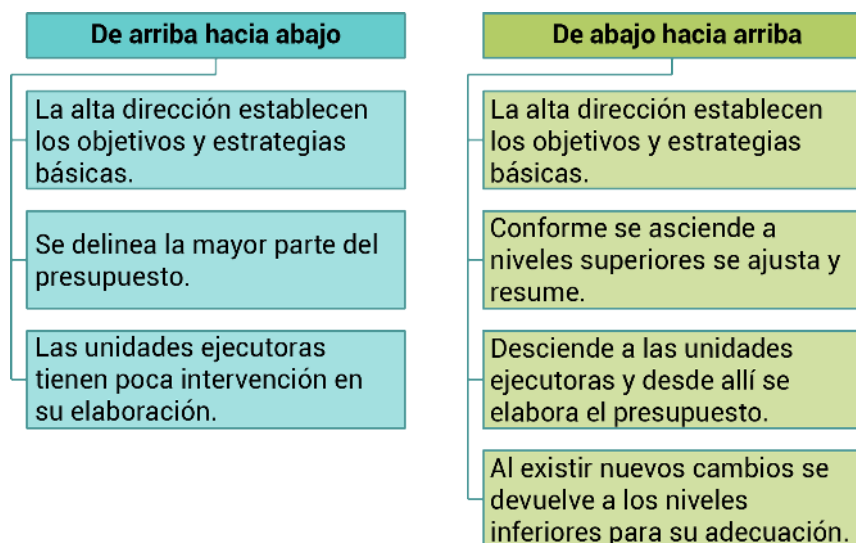 De arriba hacia abajo
La alta dirección establecen
los objetivos y estrategias
básicas.
Se delinea la mayor parte del
presupuesto.
Las unidades ejecutoras
tienen poca intervención en
su elaboración.
De abajo hacia arriba
La alta dirección establecen
los objetivos y estrategias
básicas.
Conforme se asciende a
niveles superiores se ajusta y
resume.
Desciende a las unidades
ejecutoras y desde allí se
elabora el presupuesto.
Al existir nuevos cambios se
devuelve a los niveles
inferiores para su adecuación.